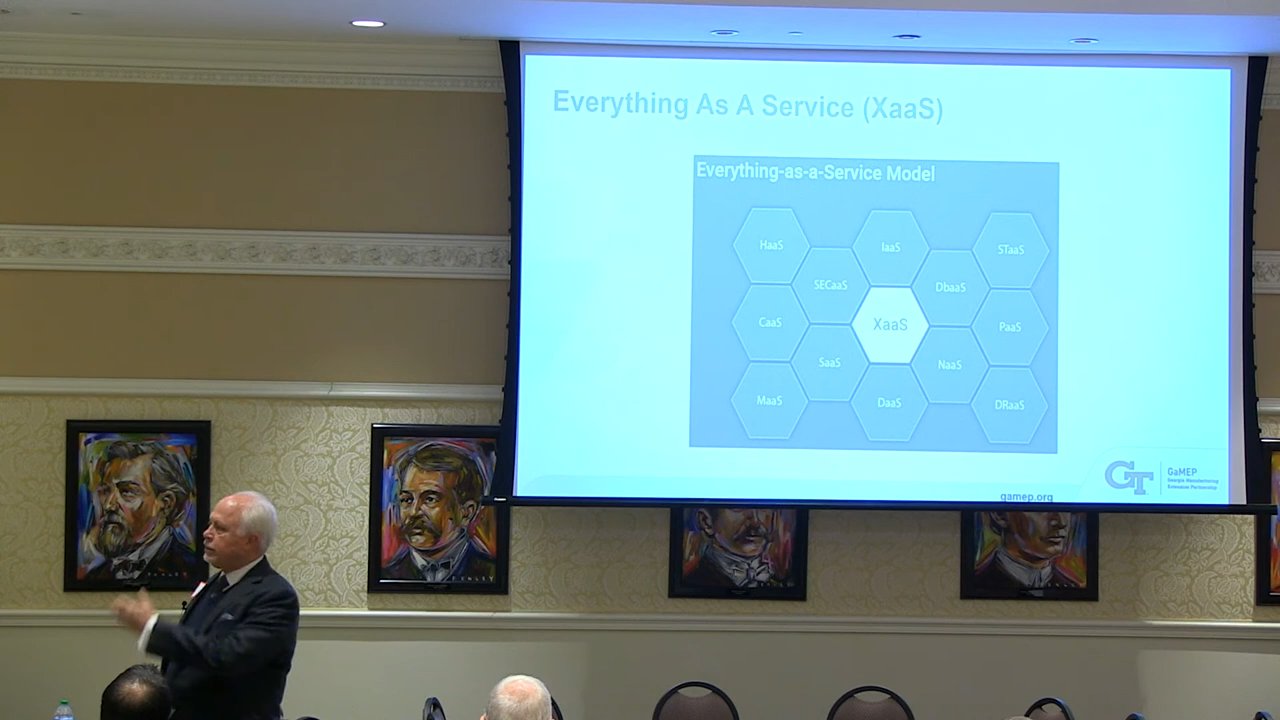 Everything As A Service (XaaS)
Everything-as-a-Service Model
HaaS
IaaS
STaaS
SECaaS
DbaaS
CaaS
XaaS
PaaS
SaaS
NaaS
MaaS
DaaS
DRaaS
GT
GaMEP
Georgia Manufacturing
Extension Partnership
gamep.org